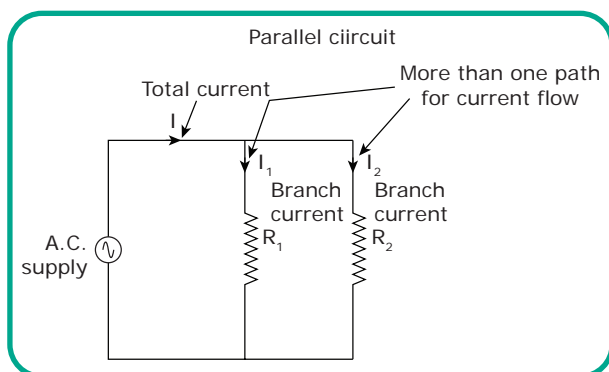 Parallel ciircuit
More than one path
for current flow
Total current
I
I₁
I₂
Branch
current
Branch
current
R₁
R₂
A.C.
supply